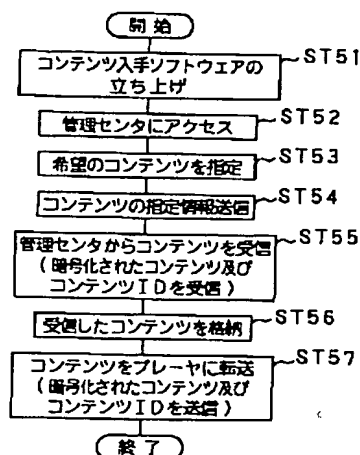 開始
コンテンツ入手ソフトウェアの
立ち上げ
ST51
管理センタにアクセス
ST52
希望のコンテンツを指定
ST53
コンテンツの指定情報送信
ST54
管理センタからコンテンツを受信
(暗号化されたコンテンツ及び
コンテンツIDを受信)
ST55
受信したコンテンツを格納
ST56
コンテンツをプレーヤに転送
(暗号化されたコンテンツ及び
コンテンツIDを送信)
ST57
終了